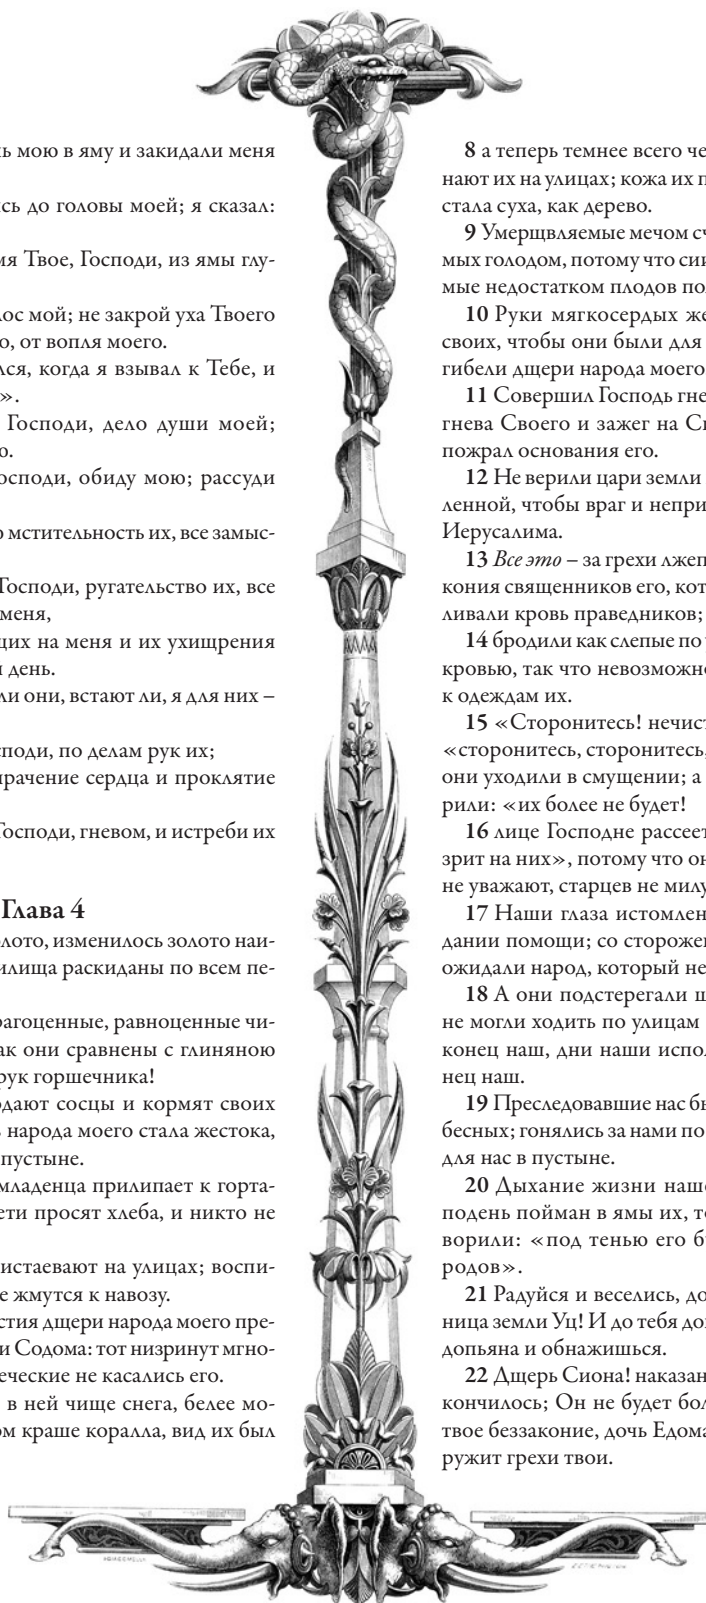 ь мою в яму и закидали меня
сь до головы моей; я сказал:
мя Твое, Господи, из ямы глу-
лос мой; не закрой уха Твоего
о, от вопля моего.
лся, когда я взывал к Тебе, и
».
Господи, дело души моей;
ю.
осподи, обиду мою; рассуди
ю мстительность их, все замыс-
Господи, ругательство их, все
меня,
щих на меня и их ухищрения
й день.
ли они, встают ли, я для них –
споди, по делам рук их;
мрачение сердца и проклятие
Господи, гневом, и истреби их
Глава 4
олото, изменилось золото наи-
илища раскиданы по всем пе-
рагоценные, равноценные чи-
ак они сравнены с глиняною
рук горшечника!
одают сосцы и кормят своих
ь народа моего стала жестока,
пустыне.
младенца прилипает к горта-
ети просят хлеба, и никто не
истаевают на улицах; воспи-
е жмутся к навозу.
стия дщери народа моего пре-
и Содома: тот низринут мгно-
еческие не касались его.
в ней чище снега, белее мо-
ом краше коралла, вид их был
8 а теперь темнее всего че
нают их на улицах; кожа их п
стала суха, как дерево.
9 Умерщвляемые мечом сч
мых голодом, потому что сии
мые недостатком плодов пол
10 Руки мягкосердых же
своих, чтобы они были для
гибели дщери народа моего
11 Совершил Господь гне
гнева Своего и зажег на Си
пожрал основания его.
12 Не верили цари земли
ленной, чтобы враг и непри
Иерусалима.
13 Все это – за грехи лжеп
кония священников его, кот
ливали кровь праведников;
14 бродили как слепые по у
кровью, так что невозможно
к одеждам их.
15 «Сторонитесь! нечист
«сторонитесь, сторонитесь,
они уходили в смущении; а
рили: «их более не будет!
16 лице Господне рассеет
зрит на них», потому что он
не уважают, старцев не милу
17 Наши глаза истомлен
дании помощи; со сторожев
ожидали народ, который не
18 А они подстерегали ш
не могли ходить по улицам
конец наш, дни наши испол
нец наш.
19 Преследовавшие нас бы
бесных; гонялись за нами по
для нас в пустыне.
20 Дыхание жизни наше
подень пойман в ямы их, то
ворили: «под тенью его бу
родов».
21 Радуйся и веселись, до
ница земли Уц! И до тебя до
допьяна и обнажишься.
22 Дщерь Сиона! наказан
кончилось; Он не будет бол
твое беззаконие, дочь Едома
ружит грехи твои.